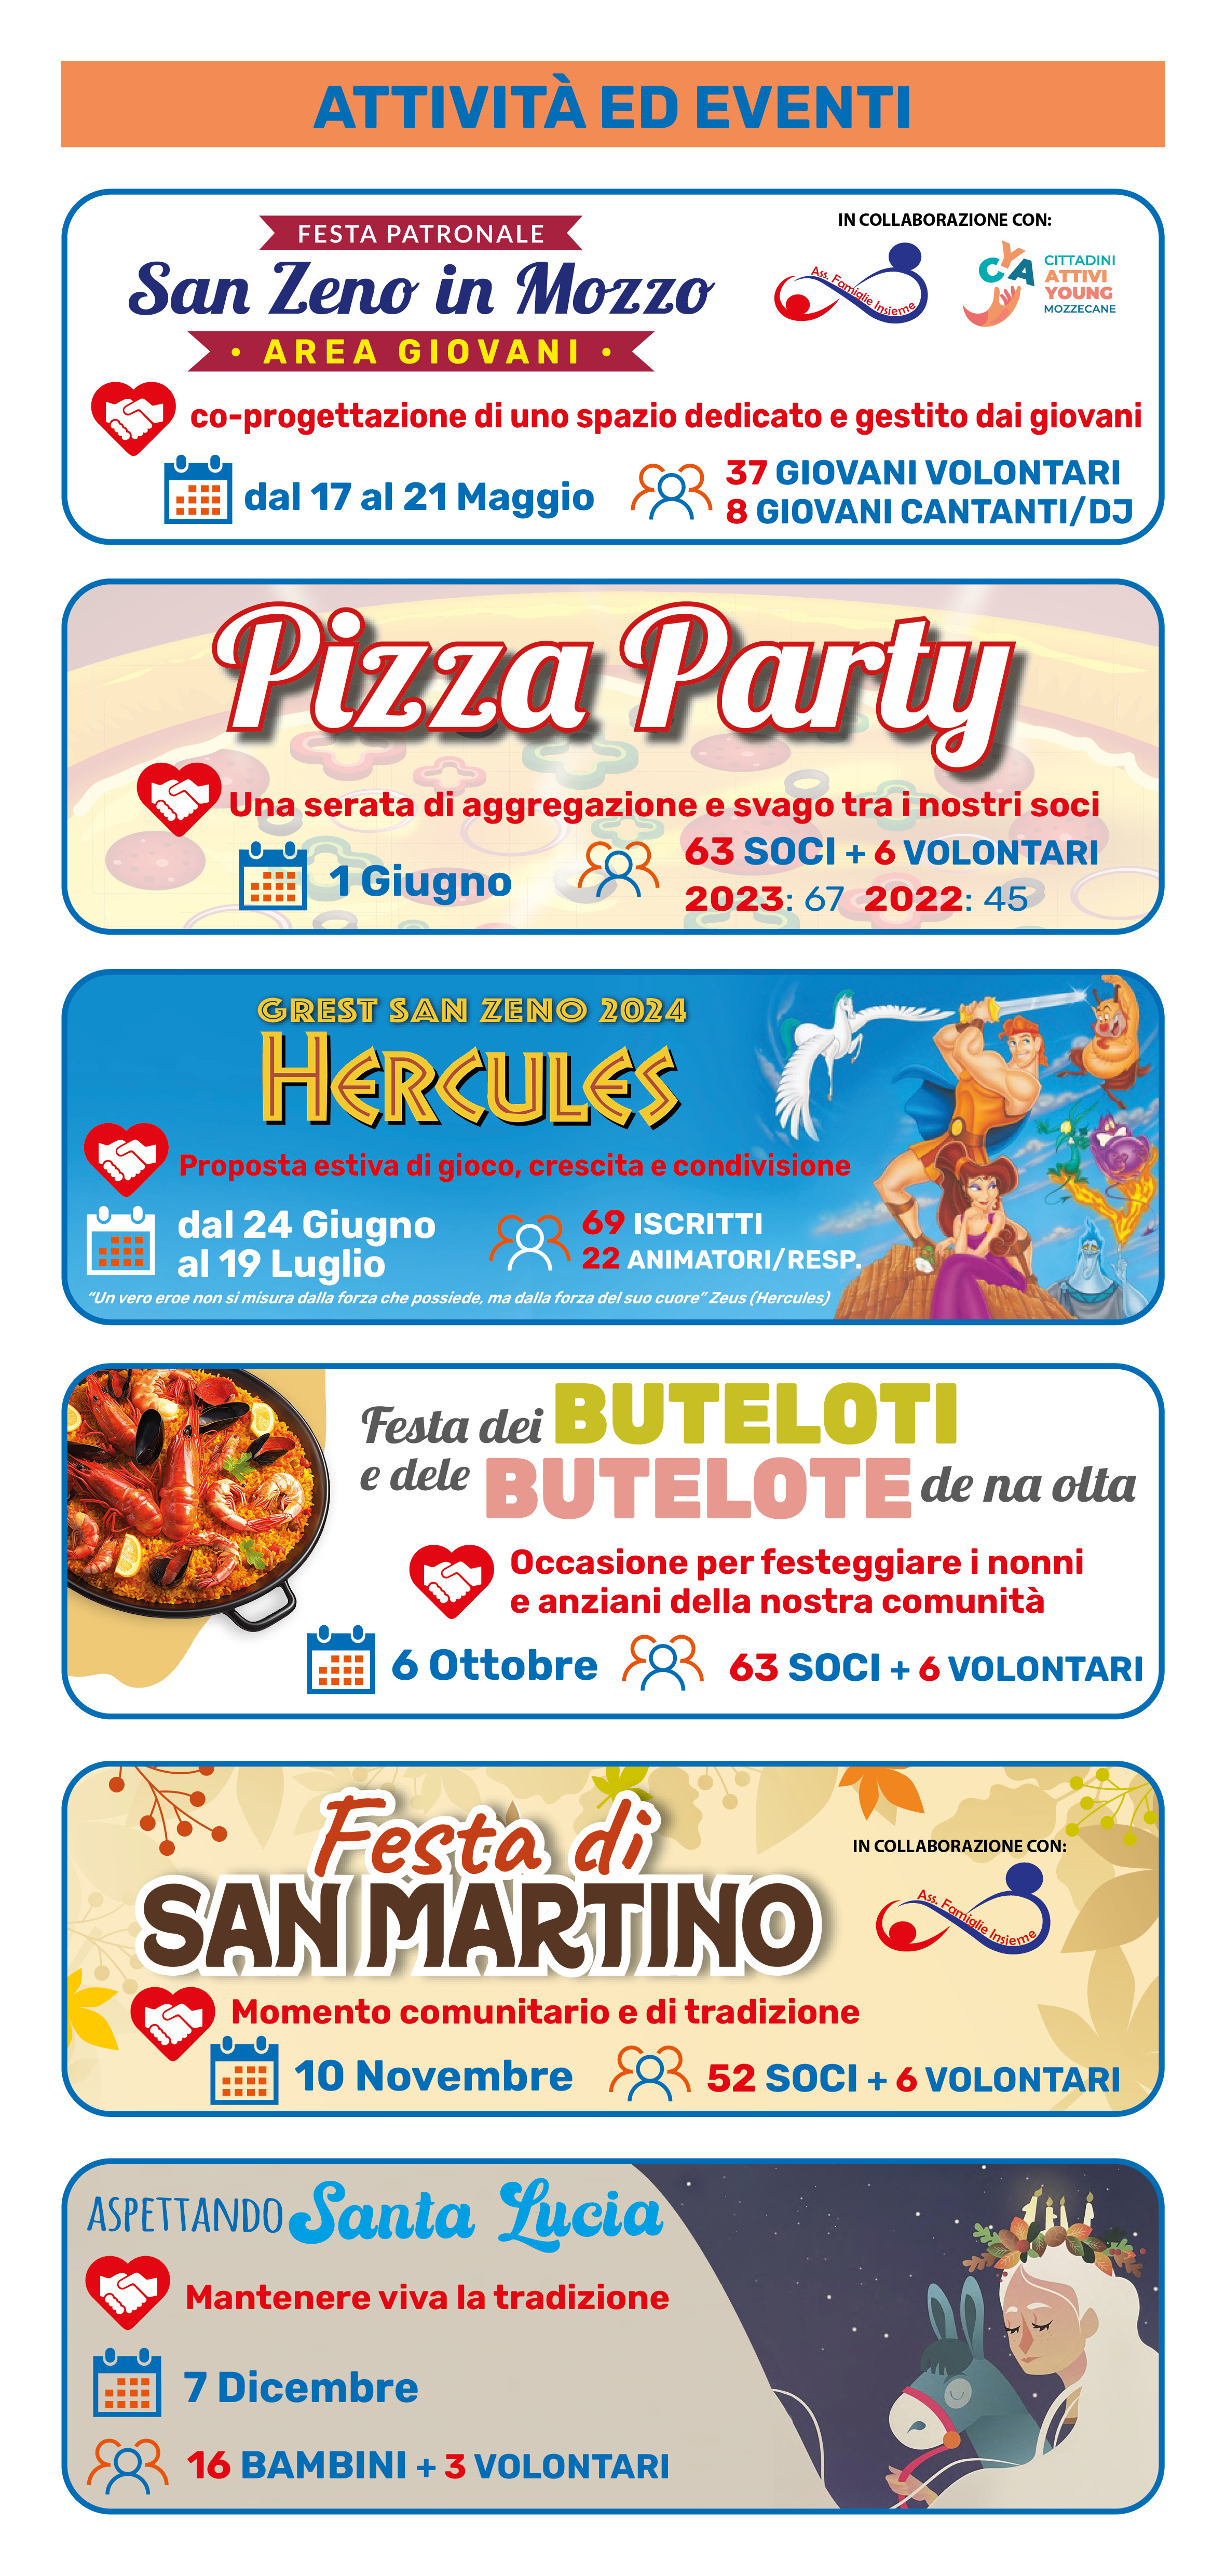 ATTIVITÀ ED EVENTI
FESTA PATRONALE
San Zeno in Mozzo
• AREA GIOVANI •
IN COLLABORAZIONE CON:
Ass. Famiglie Insieme
CYA
CITTADINI
ATTIVI
YOUNG
MOZZECANE
co-progettazione di uno spazio dedicato e gestito dai giovani
dal 17 al 21 Maggio
37 GIOVANI VOLONTARI
8 GIOVANI CANTANTI/DJ
Pizza Party
Una serata di aggregazione e svago tra i nostri soci
1 Giugno
63 SOCI + 6 VOLONTARI
2023: 67 2022: 45
GREST SAN ZENO 2024
HERCULES
Proposta estiva di gioco, crescita e condivisione
dal 24 Giugno
al 19 Luglio
69 ISCRITTI
22 ANIMATORI/RESP.
“Un vero eroe non si misura dalla forza che possiede, ma dalla forza del suo cuore” Zeus (Hercules)
Festa dei BUTELOTI
e dele BUTELOTE de na olta
Occasione per festeggiare i nonni
e anziani della nostra comunità
6 Ottobre
63 SOCI + 6 VOLONTARI
Festa di
SAN MARTINO
IN COLLABORAZIONE CON:
Ass. Famiglie Insieme
Momento comunitario e di tradizione
10 Novembre
52 SOCI + 6 VOLONTARI
ASPETTANDO Santa Lucia
Mantenere viva la tradizione
7 Dicembre
16 BAMBINI + 3 VOLONTARI